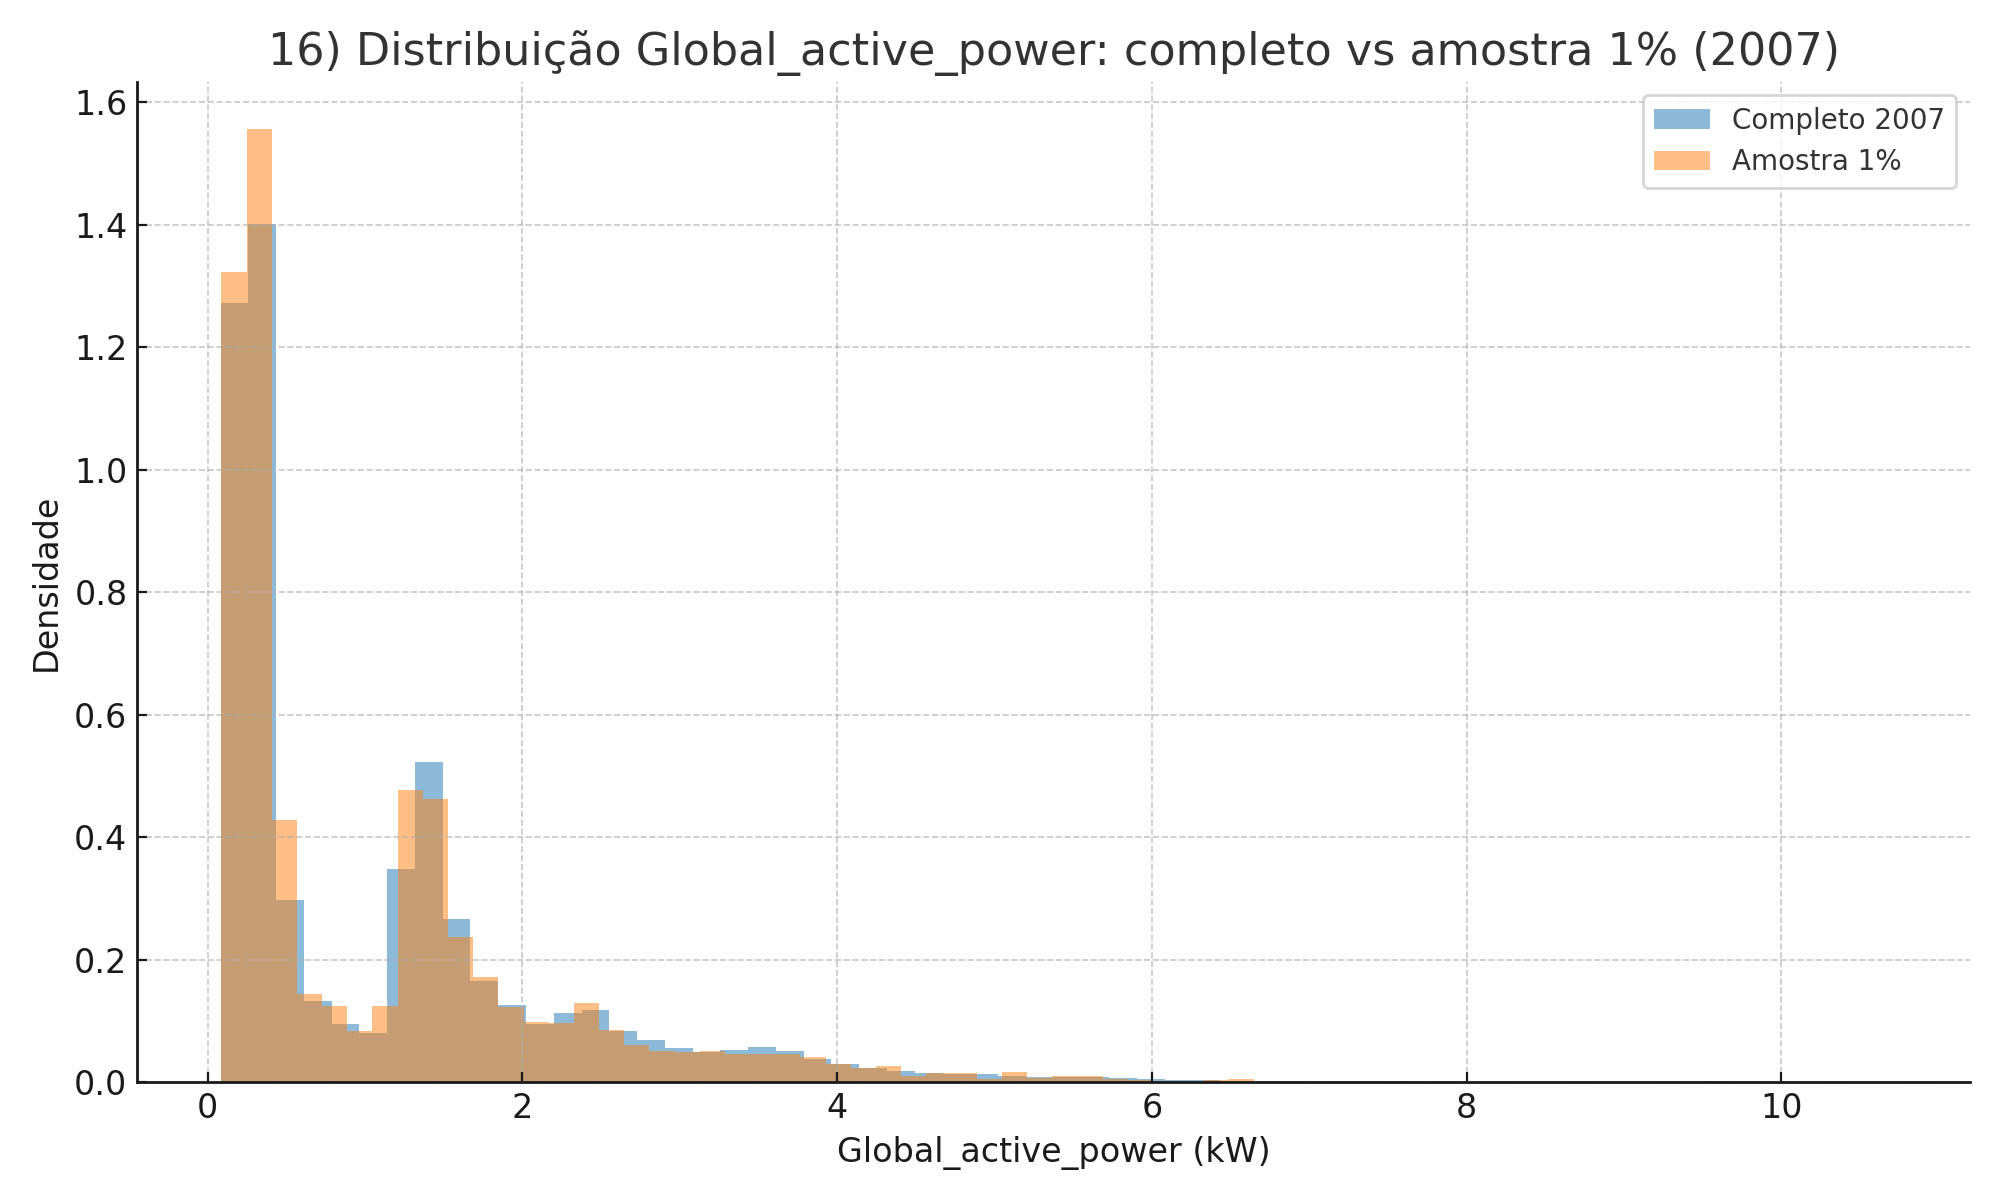 16) Distribuição Global_active_power: completo vs amostra 1% (2007)
Completo 2007
Amostra 1%
Densidade
1.6
1.4
1.2
1.0
0.8
0.6
0.4
0.2
0.0
0 2 4 6 8 10
Global_active_power (kW)